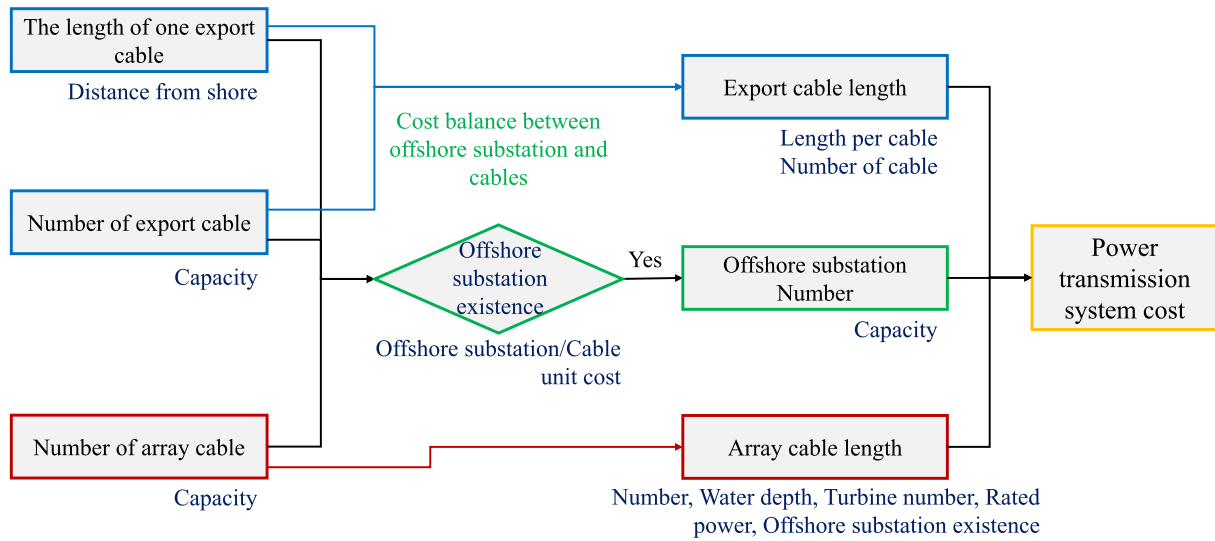 The length of one export
cable
Distance from shore
Export cable length
Length per cable
Number of cable
Cost balance between
offshore substation and
cables
Number of export cable
Capacity
Offshore
substation
existence
Offshore substation/Cable
unit cost
Yes
Offshore substation
Number
Capacity
Power
transmission
system cost
Number of array cable
Capacity
Array cable length
Number, Water depth, Turbine number, Rated
power, Offshore substation existence